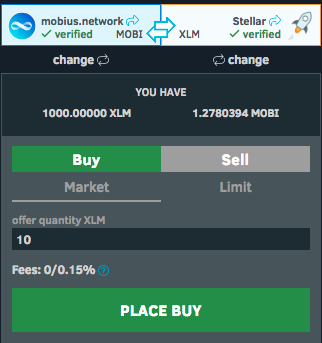 mobius.network Stellar
verified MOBI XLM verified
change change
YOU HAVE
1000.00000 XLM 1.2780394 MOBI
Buy Sell
Market Limit
offer quantity XLM
10
Fees: 0/0.15% ?
PLACE BUY